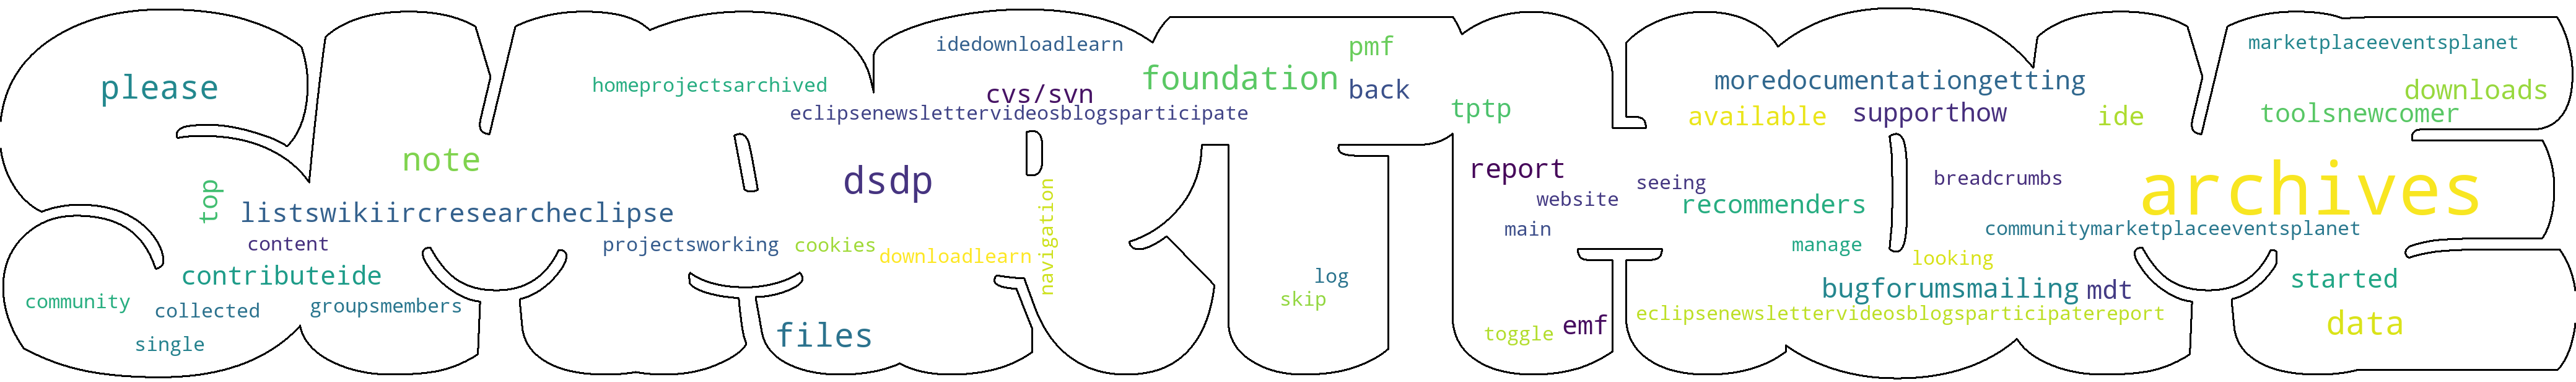 please
homeprojectsarchived
idedownloadlearn
cvs/svn
eclipsenewslettervideosblogsparticipate
foundation
pmf
back
tptp
moredocumentationgetting
available
supporthow
ide
marketplaceeventsplanet
downloads
toolsnewcomer
note
top
listswikiircresearcheclipse
content
contributeide
community
collected
groupsmembers
single
dsdp
projectsworking
cookies
downloadlearn
navigation
files
report
website
seeing
main
recommenders
manage
breadcrumbs
archives
communitymarketplaceeventsplanet
looking
log
skip
toggle
emf
bugforumsmailing
mdt
eclipsenewslettervideosblogsparticipatereport
started
data